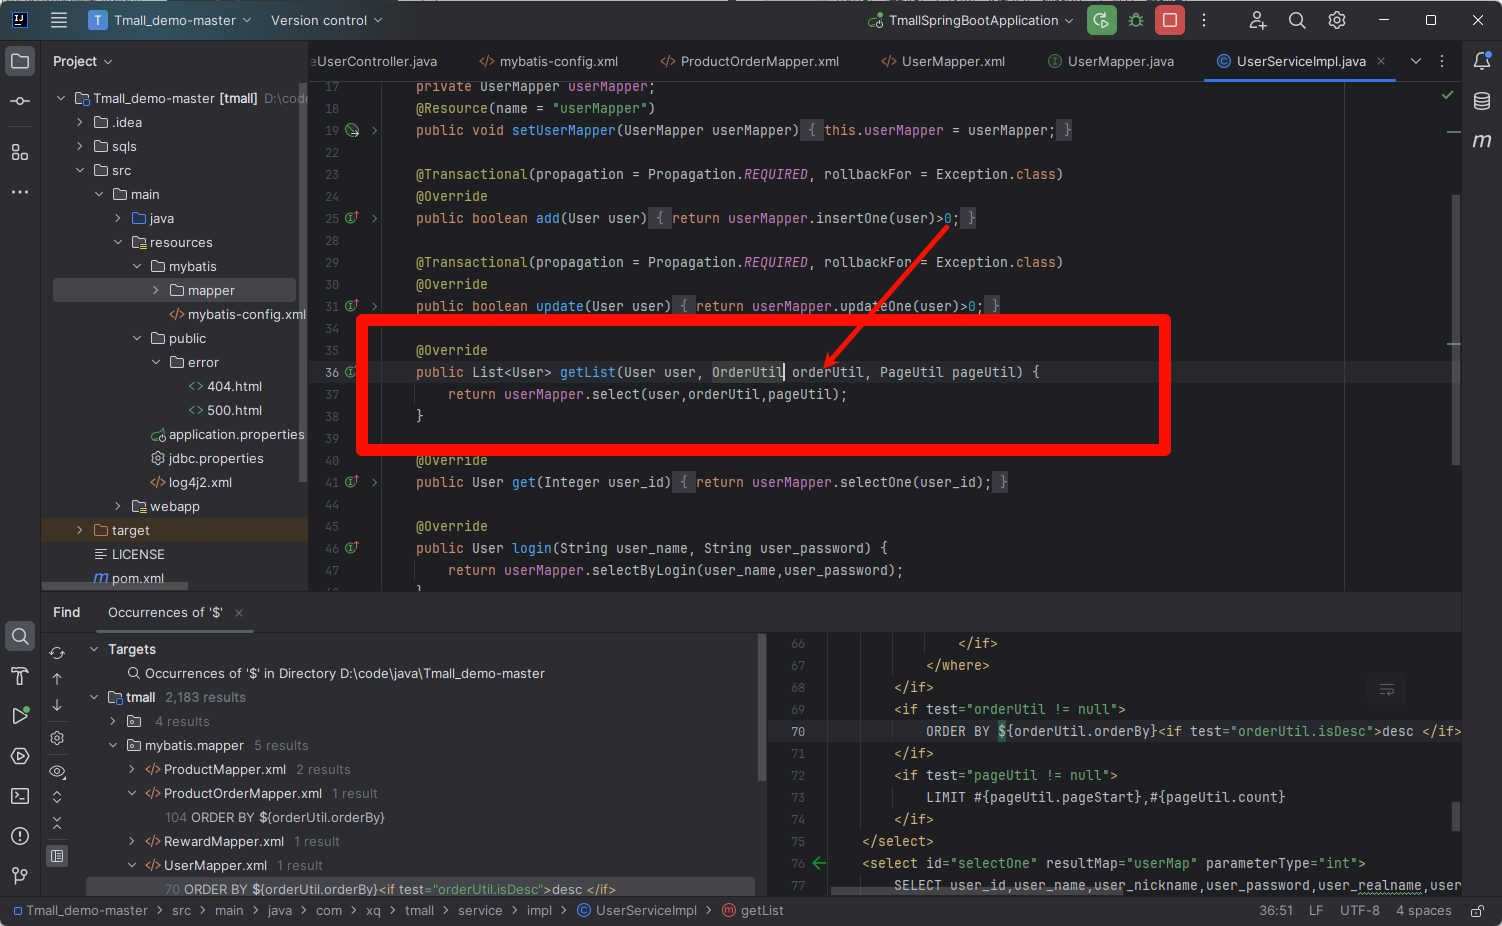 Tmall_demo-master
Version control
TmallSpringBootApplication
Project
eUserController.java
mybatis-config.xml
ProductOrderMapper.xml
UserMapper.xml
UserMapper.java
UserServiceImpl.java
Tmall_demo-master [tmall] D:\code
.idea
sqls
src
main
java
resources
mybatis
mapper
mybatis-config.xml
public
error
404.html
500.html
application.properties
jdbc.properties
log4j2.xml
webapp
target
LICENSE
pom.xml
17 private UserMapper userMapper;
18 @Resource(name = "userMapper")
19 public void setUserMapper(UserMapper userMapper) { this.userMapper = userMapper; }
22
23 @Transactional(propagation = Propagation.REQUIRED, rollbackFor = Exception.class)
24 @Override
25 public boolean add(User user) { return userMapper.insertOne(user)>0; }
28
29 @Transactional(propagation = Propagation.REQUIRED, rollbackFor = Exception.class)
30 @Override
31 public boolean update(User user) { return userMapper.updateOne(user)>0; }
34
35 @Override
36 public List<User> getList(User user, OrderUtil orderUtil, PageUtil pageUtil) {
37 return userMapper.select(user,orderUtil,pageUtil);
38 }
39
40 @Override
41 public User get(Integer user_id) { return userMapper.selectOne(user_id); }
44
45 @Override
46 public User login(String user_name, String user_password) {
47 return userMapper.selectByLogin(user_name,user_password);
Find
Occurrences of '$'
Targets
Occurrences of '$' in Directory D:\code\java\Tmall_demo-master
tmall 2,183 results
4 results
mybatis.mapper 5 results
ProductMapper.xml 2 results
ProductOrderMapper.xml 1 result
104 ORDER BY ${orderUtil.orderBy}
RewardMapper.xml 1 result
UserMapper.xml 1 result
70 ORDER BY ${orderUtil.orderBy}<if test="orderUtil.isDesc">desc </if>
66 </if>
67 </where>
68 </if>
69 <if test="orderUtil != null">
70 ORDER BY ${orderUtil.orderBy}<if test="orderUtil.isDesc">desc </if>
71 </if>
72 <if test="pageUtil != null">
73 LIMIT #{pageUtil.pageStart},#{pageUtil.count}
74 </if>
75 </select>
76 <select id="selectOne" resultMap="userMap" parameterType="int">
77 SELECT user_id,user_name,user_nickname,user_password,user_realname,user
Tmall_demo-master > src > main > java > com > xq > tmall > service > impl > UserServiceImpl > getList
36:51 LF UTF-8 4 spaces